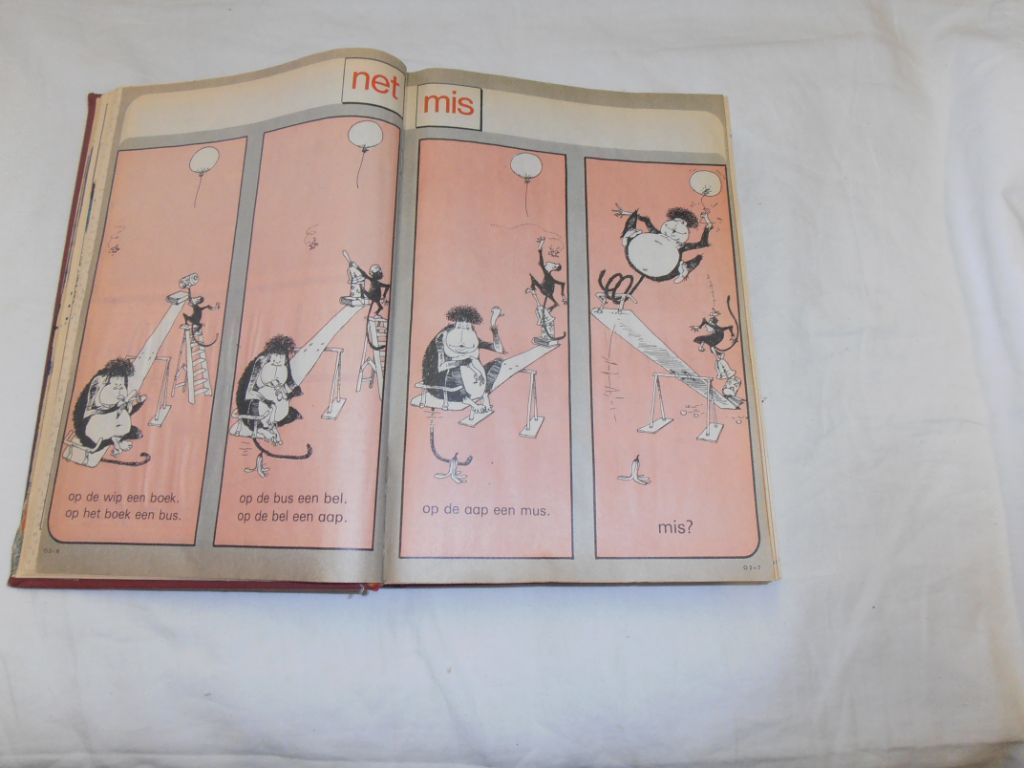 net mis
op de wip een boek.
op het boek een bus.
op de bus een bel,
op de bel een aap.
op de aap een mus.
mis?